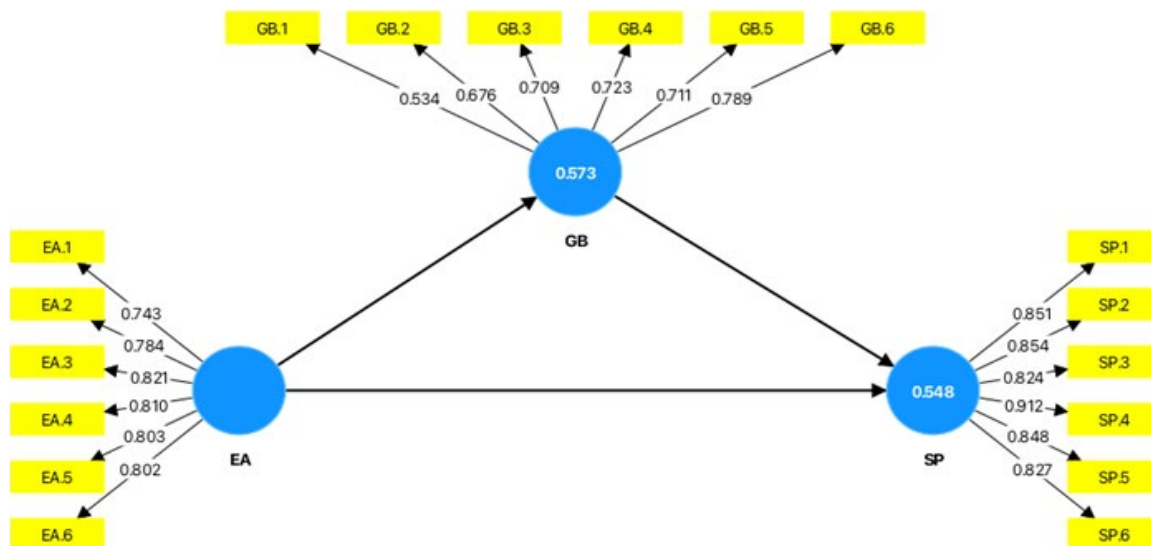 GB.1 GB.2 GB.3 GB.4 GB.5 GB.6
0.534 0.676 0.709 0.723 0.711 0.789
0.573
GB
EA.1
EA.2
EA.3
EA.4
EA.5
EA.6
0.743
0.784
0.821
0.810
0.803
0.802
EA
0.548
SP
0.851
0.854
0.824
0.912
0.848
0.827
SP.1
SP.2
SP.3
SP.4
SP.5
SP.6